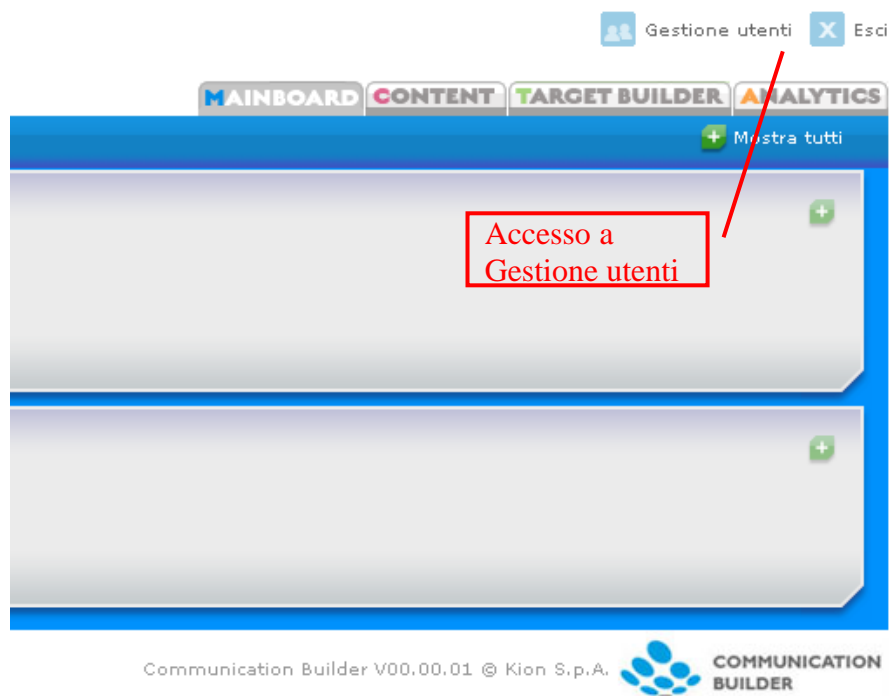 Gestione utenti Esci
MAINBOARD CONTENT TARGET BUILDER ANALYTICS
Mostra tutti
Accesso a
Gestione utenti
Communication Builder V00.00.01 @ Kion S.p.A.
COMMUNICATION
BUILDER